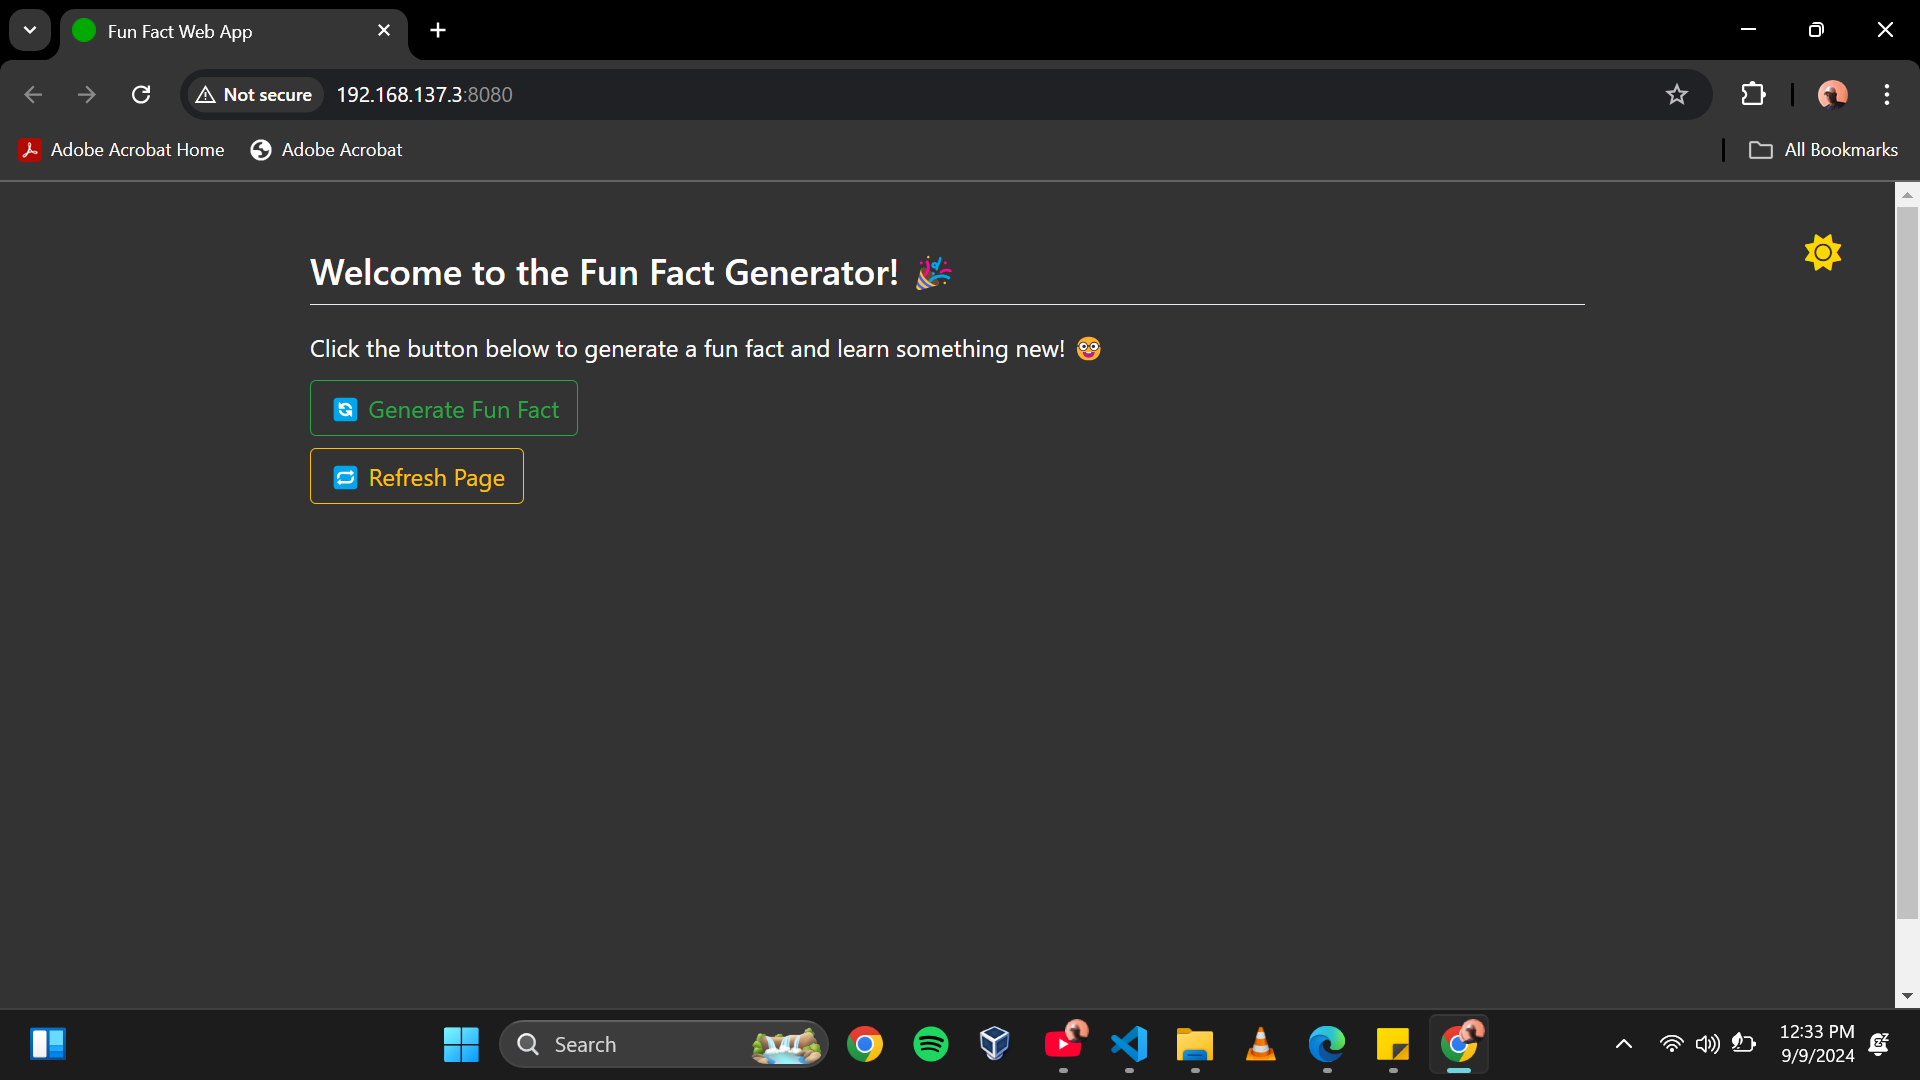 Fun Fact Web App
Not secure 192.168.137.3:8080
Adobe Acrobat Home Adobe Acrobat All Bookmarks
Welcome to the Fun Fact Generator! 🎉
Click the button below to generate a fun fact and learn something new! 🤓
🔄 Generate Fun Fact
🔁 Refresh Page
Search
12:33 PM
9/9/2024